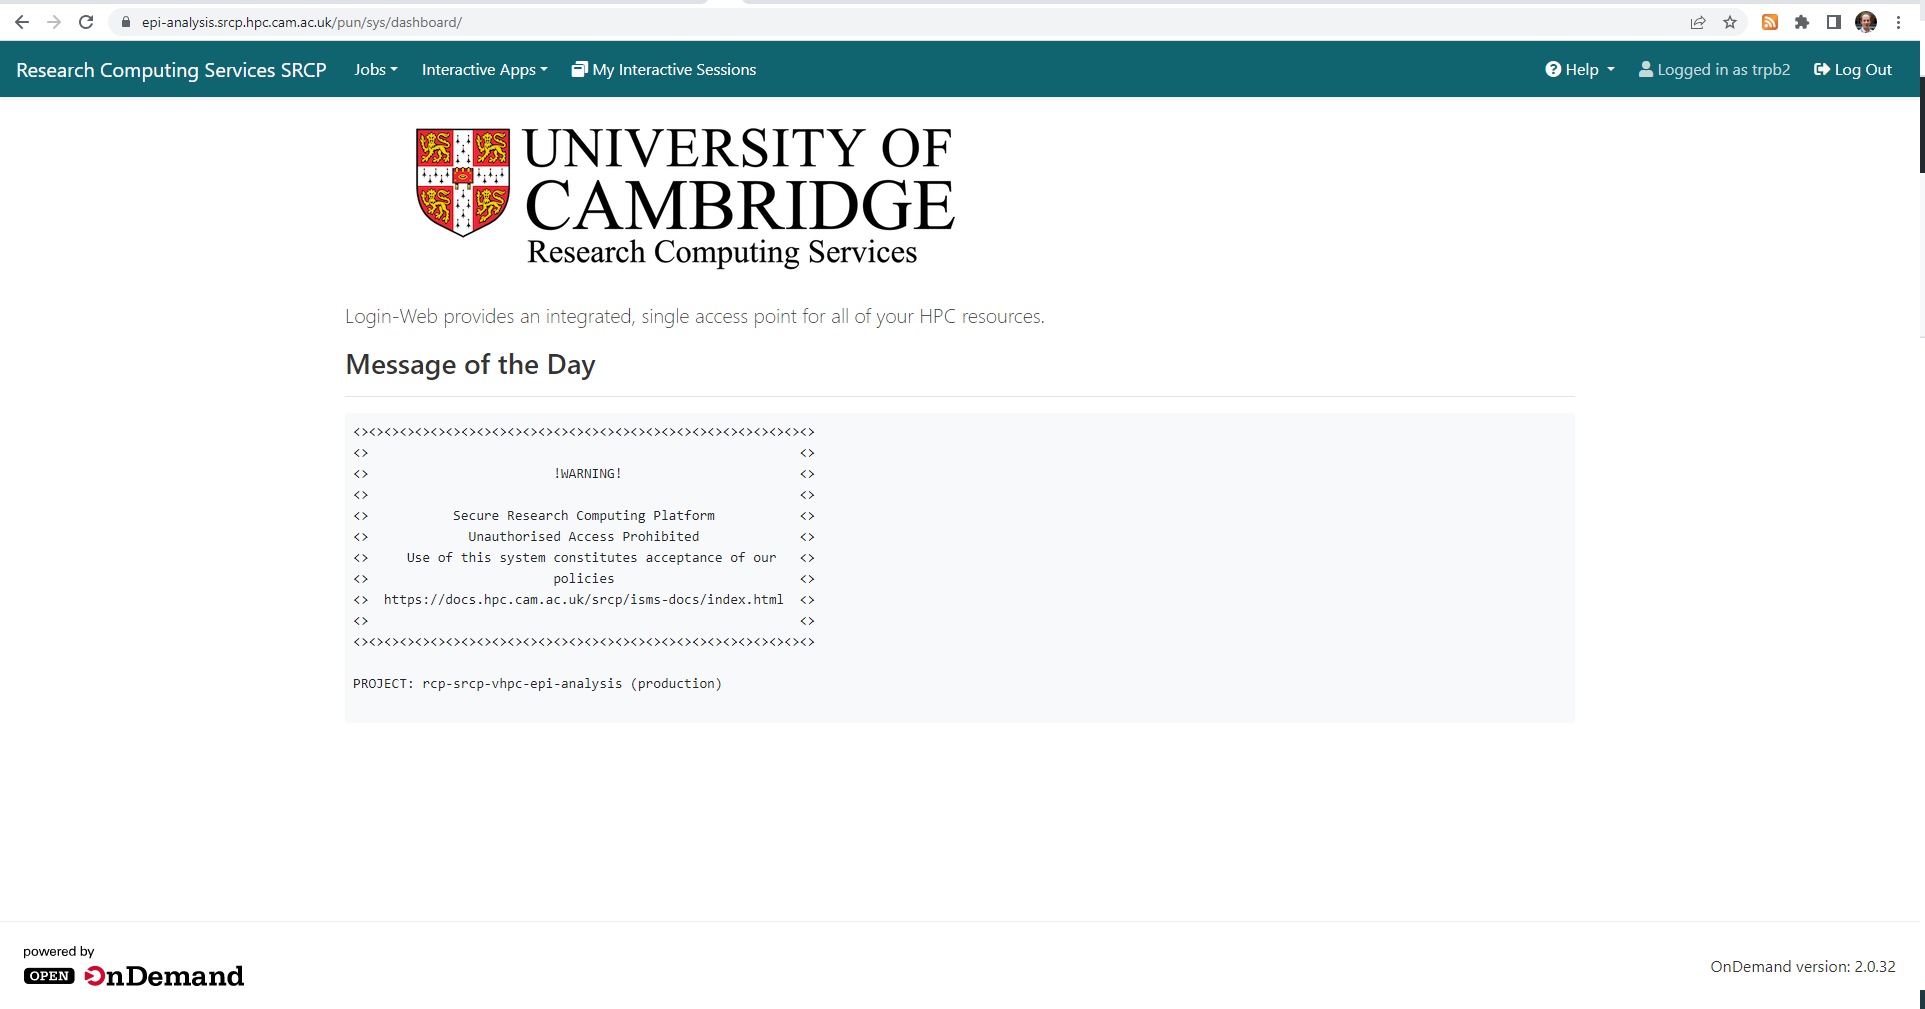 epi-analysis.srcp.hpc.cam.ac.uk/pun/sys/dashboard/
Research Computing Services SRCP Jobs Interactive Apps My Interactive Sessions Help Logged in as trpb2 Log Out
UNIVERSITY OF
CAMBRIDGE
Research Computing Services
Login-Web provides an integrated, single access point for all of your HPC resources.
Message of the Day
<><><><><><><><><><><><><><><><><><><><><><><><><><><><><><>
<>                                                        <>
<>                        !WARNING!                       <>
<>                                                        <>
<>           Secure Research Computing Platform           <>
<>             Unauthorised Access Prohibited             <>
<>     Use of this system constitutes acceptance of our   <>
<>                        policies                        <>
<>  https://docs.hpc.cam.ac.uk/srcp/isms-docs/index.html  <>
<>                                                        <>
<><><><><><><><><><><><><><><><><><><><><><><><><><><><><><>
PROJECT: rcp-srcp-vhpc-epi-analysis (production)
powered by
OPEN OnDemand
OnDemand version: 2.0.32